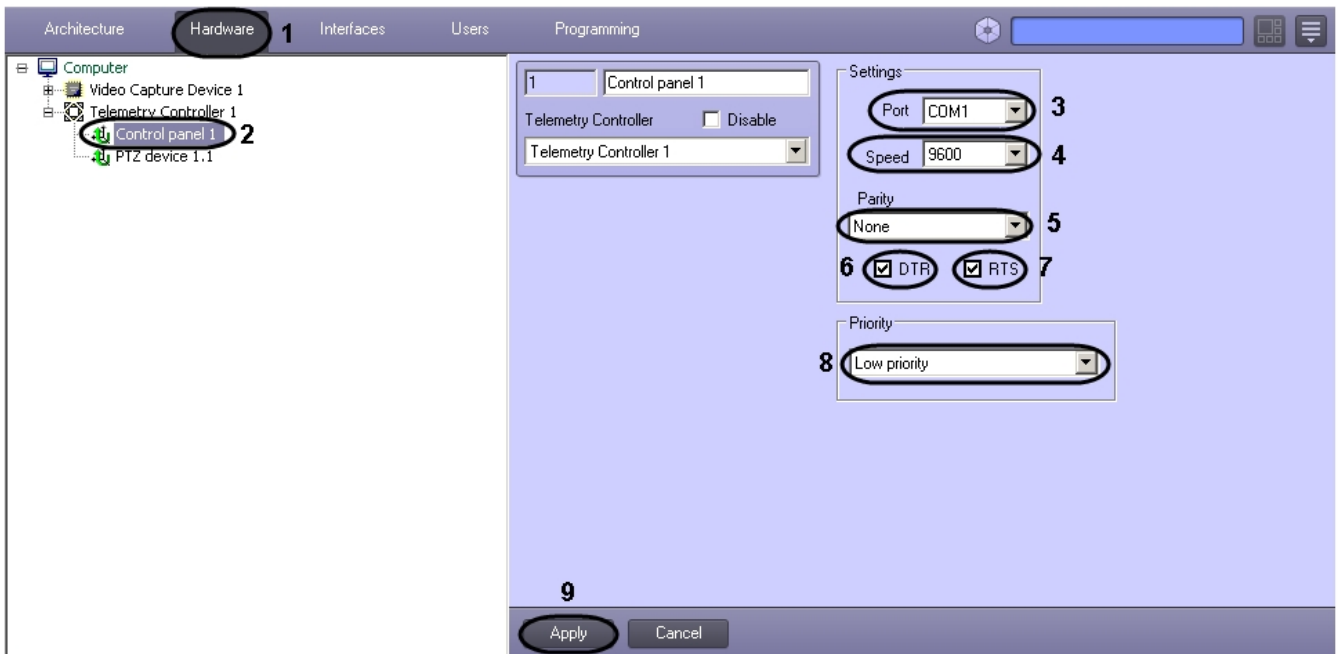 Architecture Hardware 1 Interfaces Users Programming
Computer
Video Capture Device 1
Telemetry Controller 1
Control panel 1 2
PTZ device 1.1
1 Control panel 1
Telemetry Controller Disable
Telemetry Controller 1
Settings
Port COM1 3
Speed 9600 4
Parity
None 5
6 DTR RTS 7
Priority
8 Low priority
9
Apply Cancel